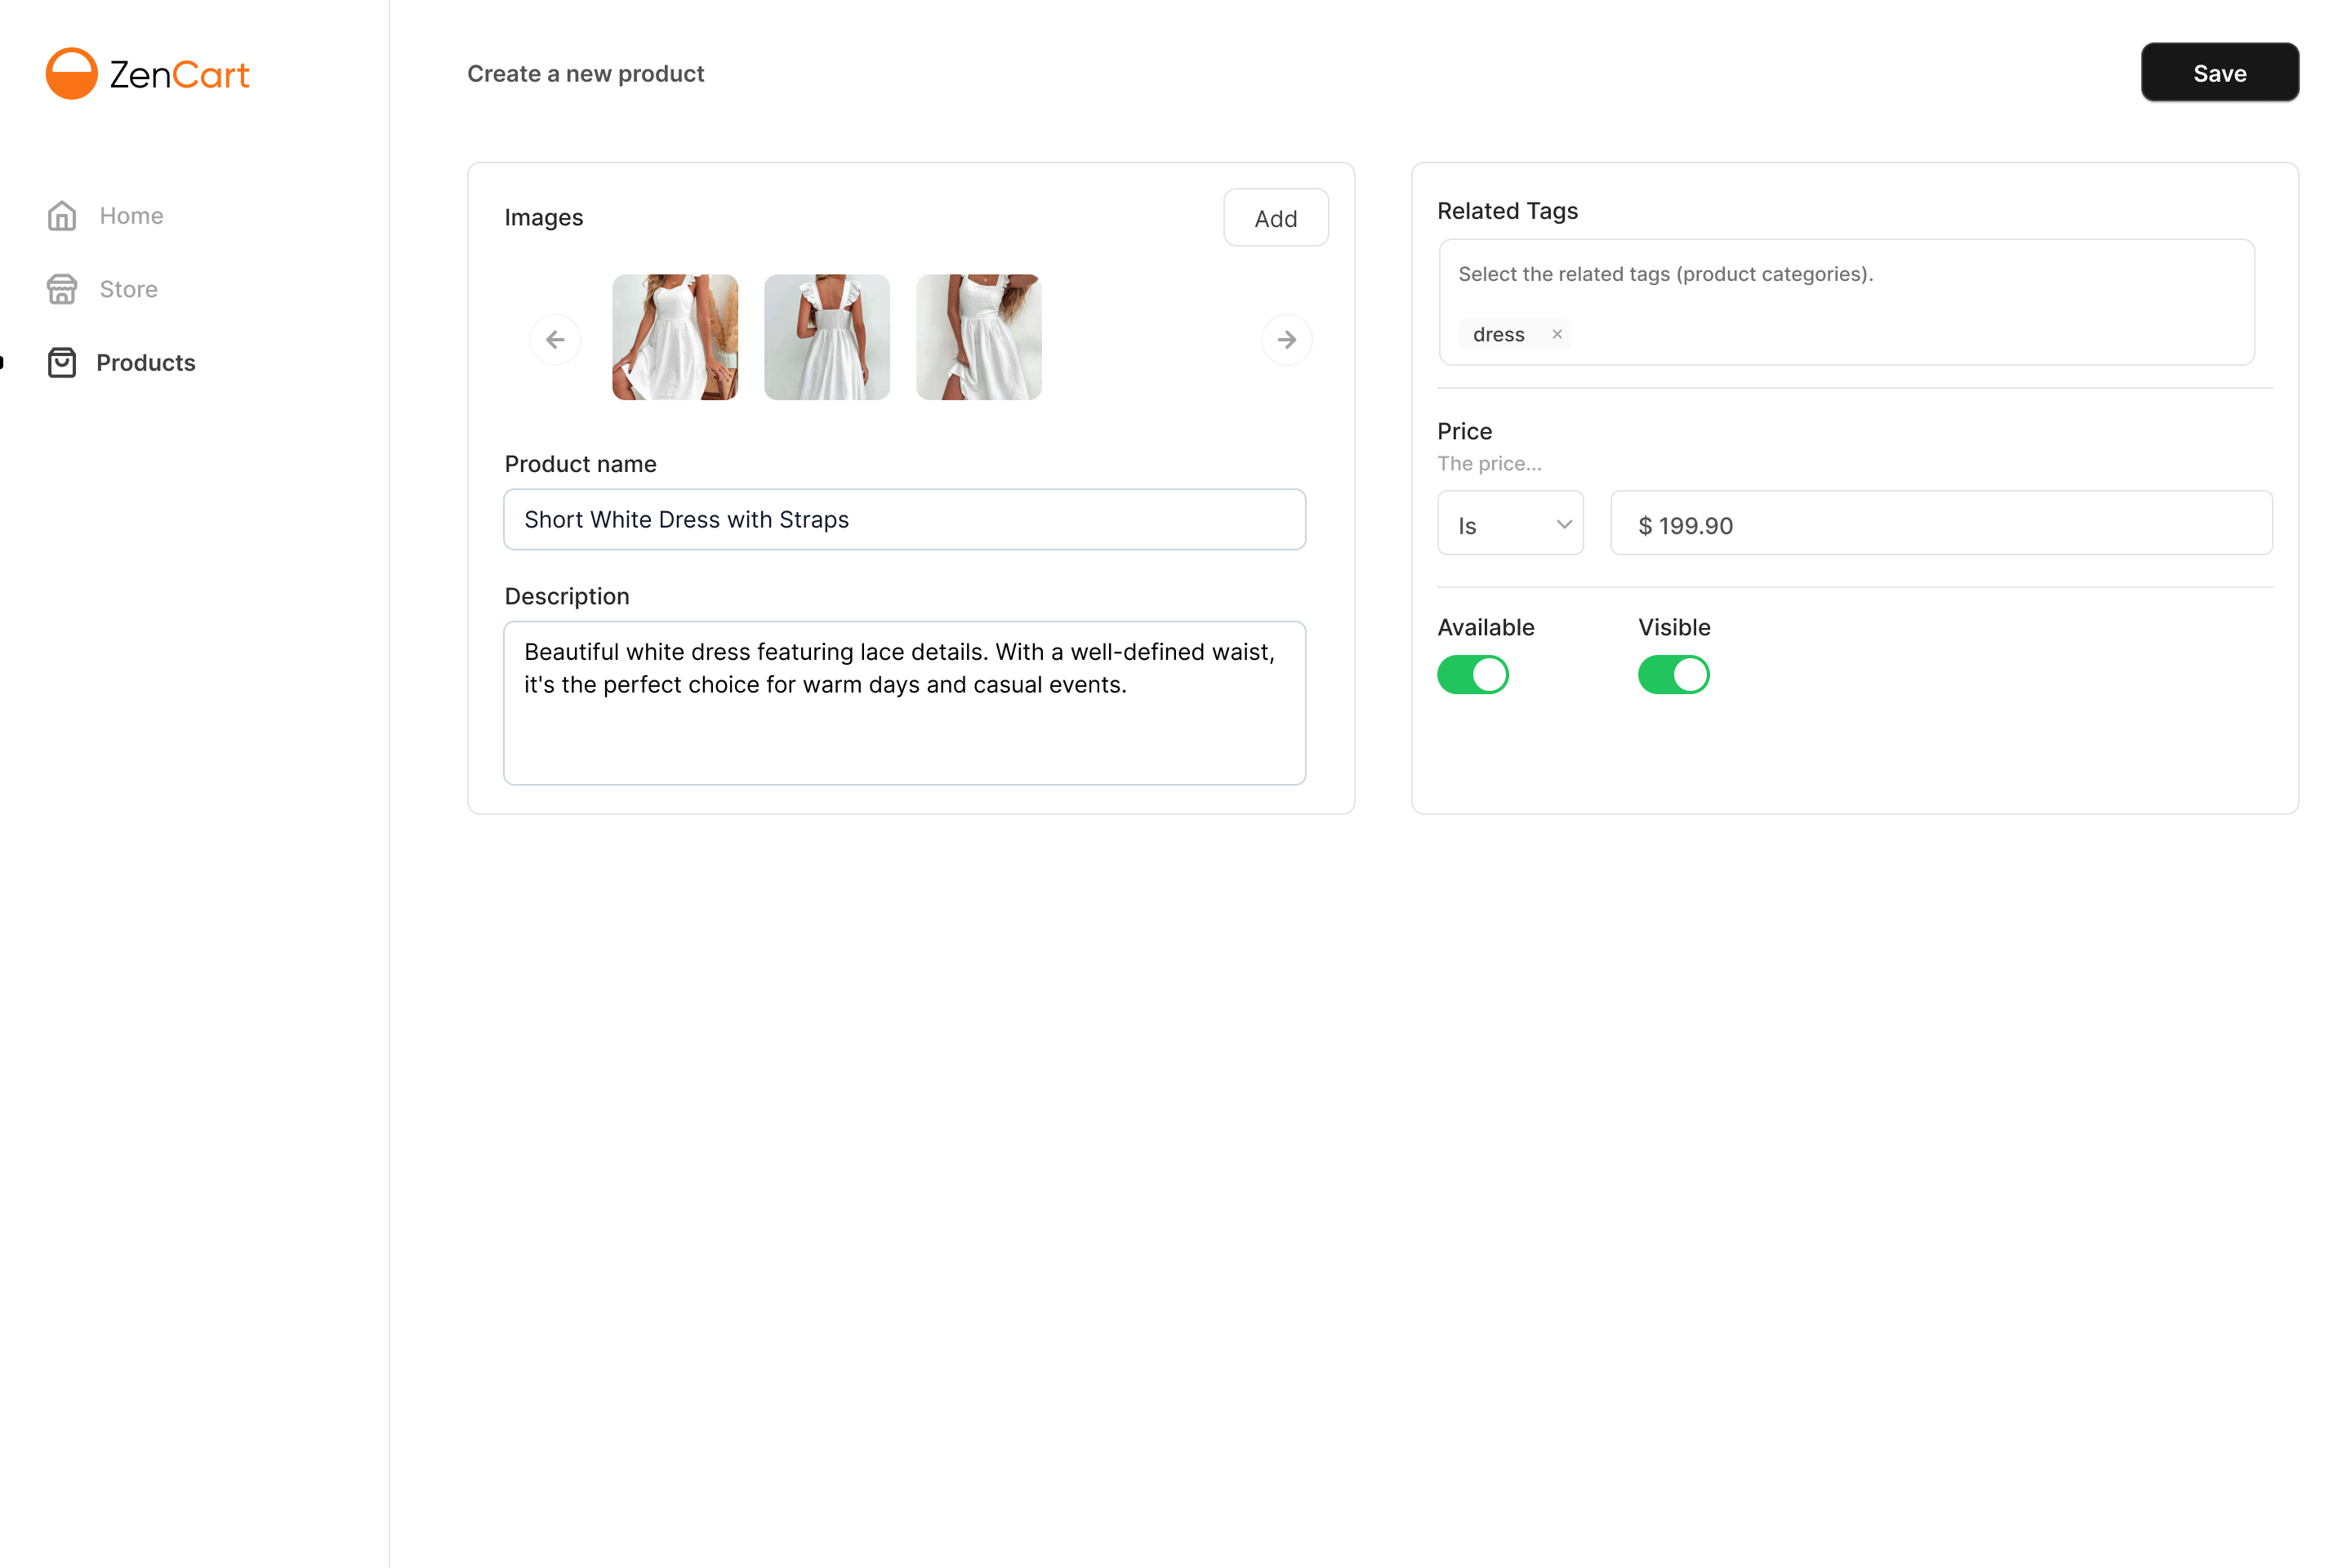 ZenCart
Home
Store
Products
Create a new product
Save
Images
Add
Product name
Short White Dress with Straps
Description
Beautiful white dress featuring lace details. With a well-defined waist,
it's the perfect choice for warm days and casual events.
Related Tags
Select the related tags (product categories).
dress ×
Price
The price...
Is
$ 199.90
Available
Visible